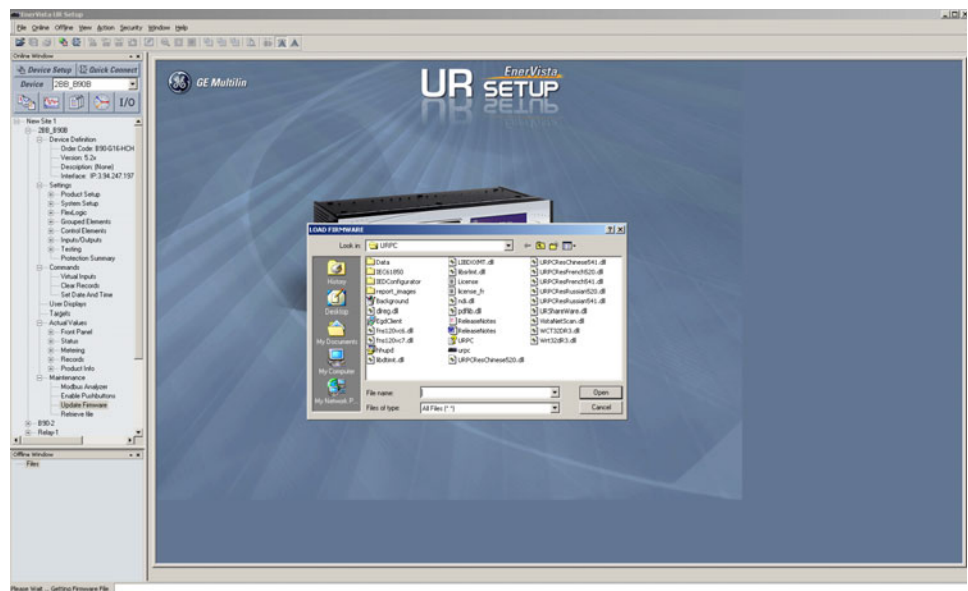 EnerVista UR Setup
File Online Offline View Action Security Window Help
Online Window
Device Setup Quick Connect
Device 2BB_B90B
I/O
New Site 1
2BB_B90B
Device Definition
Order Code: B90-G16-HCH
Version: 5.2x
Description: (None)
Interface: IP:3.94.247.197
Settings
Product Setup
System Setup
FlexLogic
Grouped Elements
Control Elements
Inputs/Outputs
Testing
Protection Summary
Commands
Virtual Inputs
Clear Records
Set Date And Time
User Displays
Targets
Actual Values
Front Panel
Status
Metering
Records
Product Info
Maintenance
Modbus Analyzer
Enable Pushbuttons
Update Firmware
Retrieve file
B90-2
Relay-1
Offline Window
Files
Please Wait ... Getting Firmware File
GE Multilin
EnerVista
UR SETUP
LOAD FIRMWARE
Look in: URPC
History
Desktop
My Documents
My Computer
My Network P...
Data
IEC61850
IEDConfigurator
report_images
Background
dreg.dll
EgdClient
fns120vc6.dll
fns120vc7.dll
hhupd
libdtint.dll
LIBDXXMT.dll
libxrlnt.dll
License
license_fr
ndi.dll
pdflib.dll
ReleaseNotes
ReleaseNotes
URPC
urpc
URPCResChinese520.dll
URPCResChinese541.dll
URPCResFrench520.dll
URPCResFrench541.dll
URPCResRussian520.dll
URPCResRussian541.dll
URShareWare.dll
VistaNetScan.dll
WCT32DR3.dll
Wrt32dR3.dll
File name:
Open
Files of type: All Files (*.*)
Cancel